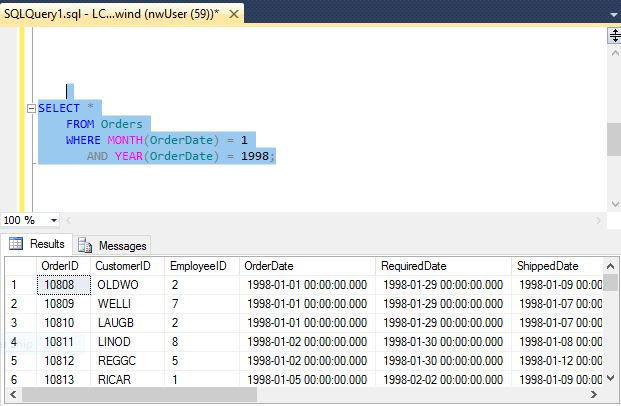 SQLQuery1.sql - LC...wind (nwUser (59))*
SELECT *
FROM Orders
WHERE MONTH(OrderDate) = 1
AND YEAR(OrderDate) = 1998;
100 %
Results Messages
OrderID CustomerID EmployeeID OrderDate RequiredDate ShippedDate
1 10808 OLDWO 2 1998-01-01 00:00:00.000 1998-01-29 00:00:00.000 1998-01-09 00:00
2 10809 WELLI 7 1998-01-01 00:00:00.000 1998-01-29 00:00:00.000 1998-01-07 00:00
3 10810 LAUGB 2 1998-01-01 00:00:00.000 1998-01-29 00:00:00.000 1998-01-07 00:00
4 10811 LINOD 8 1998-01-02 00:00:00.000 1998-01-30 00:00:00.000 1998-01-08 00:00
5 10812 REGGC 5 1998-01-02 00:00:00.000 1998-01-30 00:00:00.000 1998-01-12 00:00
6 10813 RICAR 1 1998-01-05 00:00:00.000 1998-02-02 00:00:00.000 1998-01-09 00:00